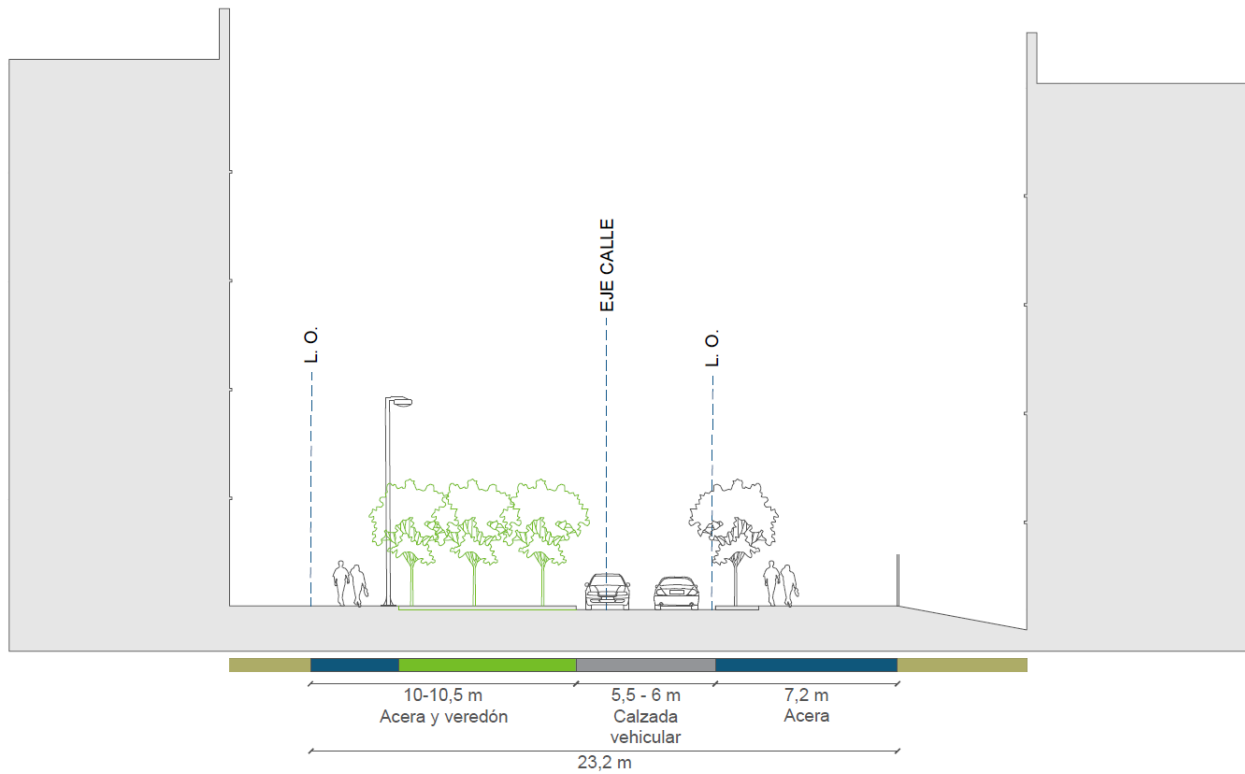 EJE CALLE
L. O.
L. O.
10-10,5 m
Acera y veredón
5,5 - 6 m
Calzada
vehicular
7,2 m
Acera
23,2 m